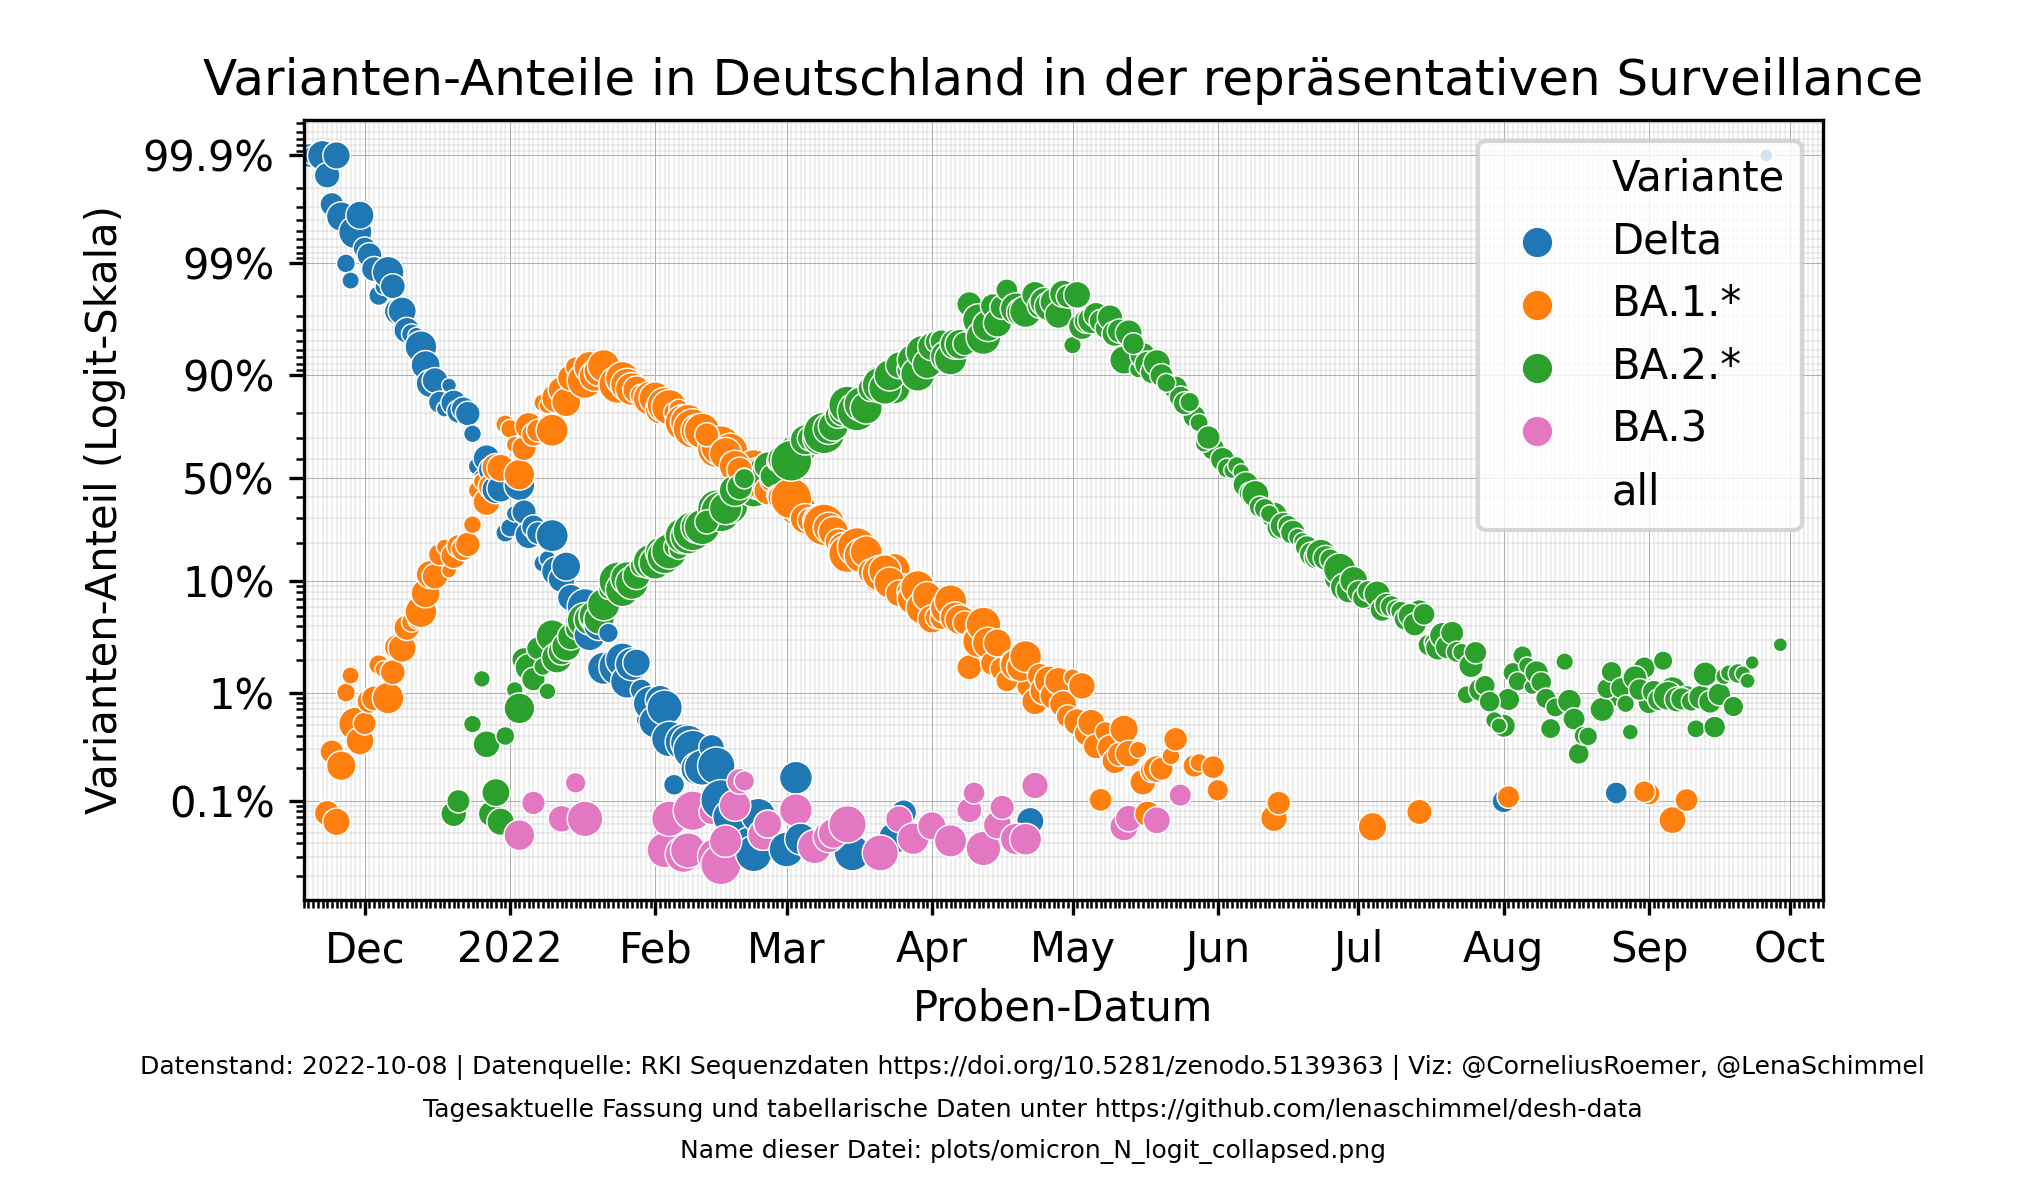 Varianten-Anteile in Deutschland in der repräsentativen Surveillance
Varianten-Anteil (Logit-Skala)
99.9%
99%
90%
50%
10%
1%
0.1%
Variante
Delta
BA.1.*
BA.2.*
BA.3
all
Dec 2022 Feb Mar Apr May Jun Jul Aug Sep Oct
Proben-Datum
Datenstand: 2022-10-08 | Datenquelle: RKI Sequenzdaten https://doi.org/10.5281/zenodo.5139363 | Viz: @CorneliusRoemer, @LenaSchimmel
Tagesaktuelle Fassung und tabellarische Daten unter https://github.com/lenaschimmel/desh-data
Name dieser Datei: plots/omicron_N_logit_collapsed.png